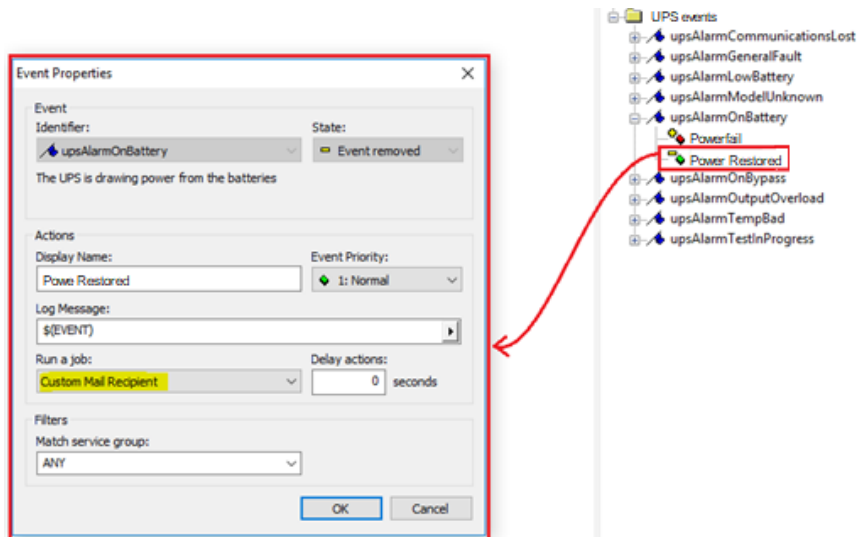 Event Properties
Event
Identifier:
State:
upsAlarmOnBattery
Event removed
The UPS is drawing power from the batteries
Actions
Display Name:
Event Priority:
Powe Restored
1: Normal
Log Message:
$(EVENT)
Run a job:
Delay actions:
Custom Mail Recipient
0 seconds
Filters
Match service group:
ANY
OK
Cancel
UPS events
upsAlarmCommunicationsLost
upsAlarmGeneralFault
upsAlarmLowBattery
upsAlarmModelUnknown
upsAlarmOnBattery
Powerfail
Power Restored
upsAlarmOnBypass
upsAlarmOutputOverload
upsAlarmTempBad
upsAlarmTestInProgress